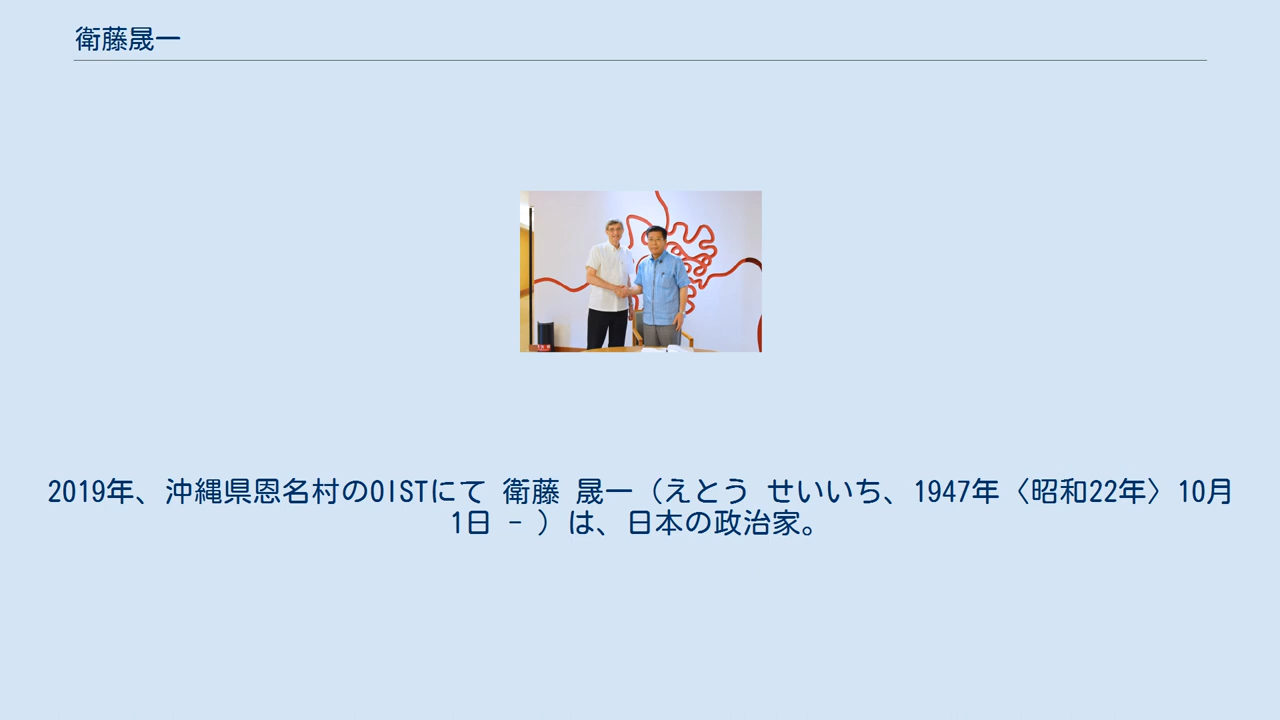 衛藤晟一
2019年、沖縄県恩名村のOISTにて 衛藤 晟一（えとう せいいち、1947年〈昭和22年〉10月
1日 - ）は、日本の政治家。